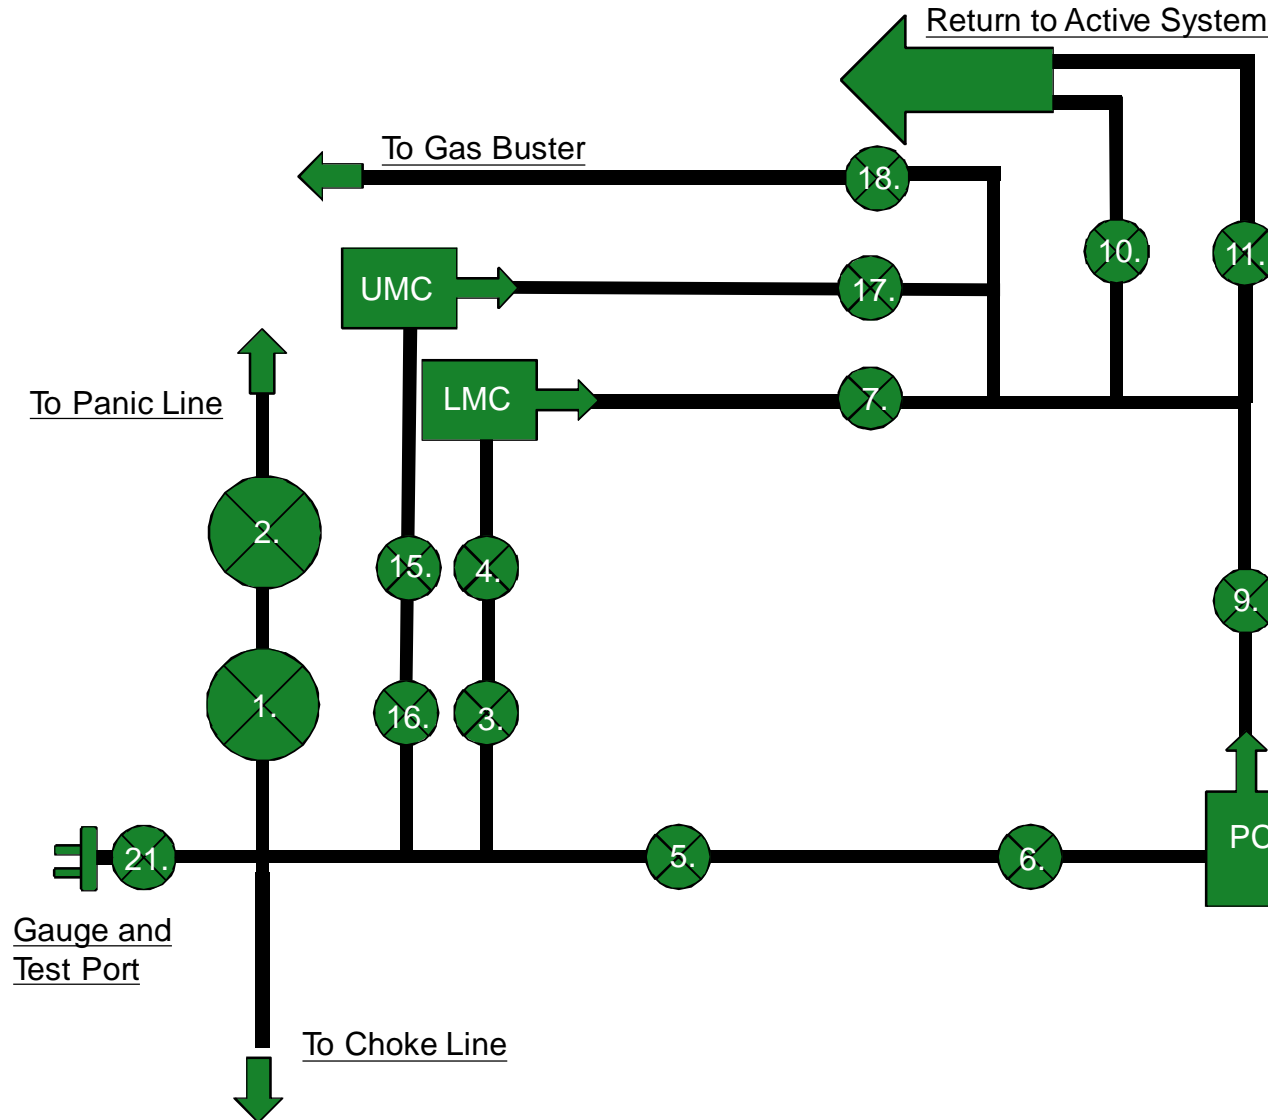 Return to Active System
To Gas Buster
18.
10.
11.
UMC
17.
To Panic Line
LMC
7.
2.
15.
4.
9.
1.
16.
3.
21.
5.
6.
PC
Gauge and
Test Port
To Choke Line